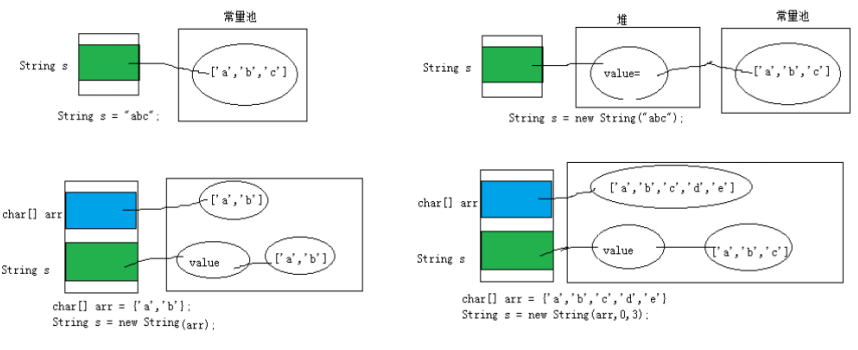 常量池
String s
['a','b','c']
String s = "abc";
堆
常量池
String s
value=
['a','b','c']
String s = new String("abc");
char[] arr
['a','b']
String s
value
['a','b']
char[] arr = {'a','b'};
String s = new String(arr);
char[] arr
['a','b','c','d','e']
String s
value
['a','b','c']
char[] arr = {'a','b','c','d','e'}
String s = new String(arr,0,3);